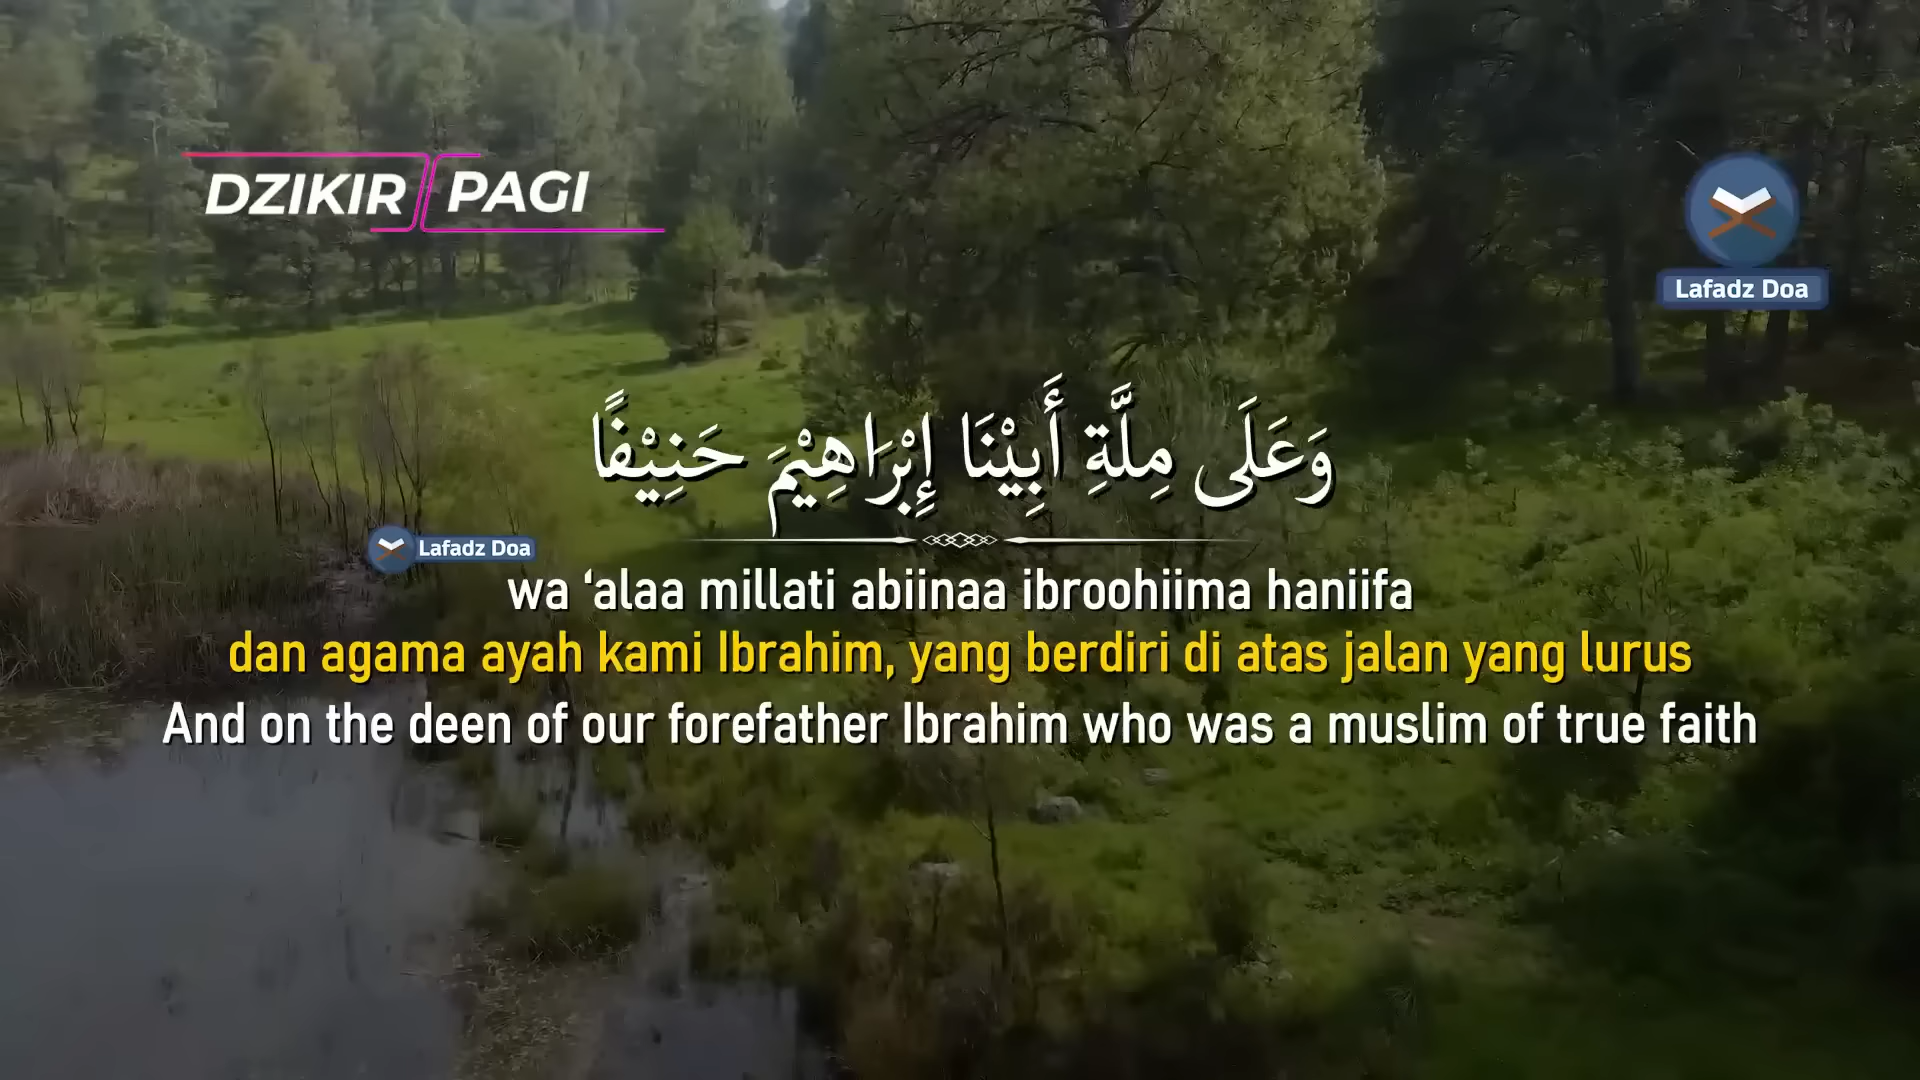 DZIKIR PAGI
Lafadz Doa
وَعَلَى مِلَّةِ أَبِيْنَا إِبْرَاهِيْمَ حَنِيْفًا
Lafadz Doa
wa ‘alaa millati abiinaa ibroohiima haniifa
dan agama ayah kami Ibrahim, yang berdiri di atas jalan yang lurus
And on the deen of our forefather Ibrahim who was a muslim of true faith